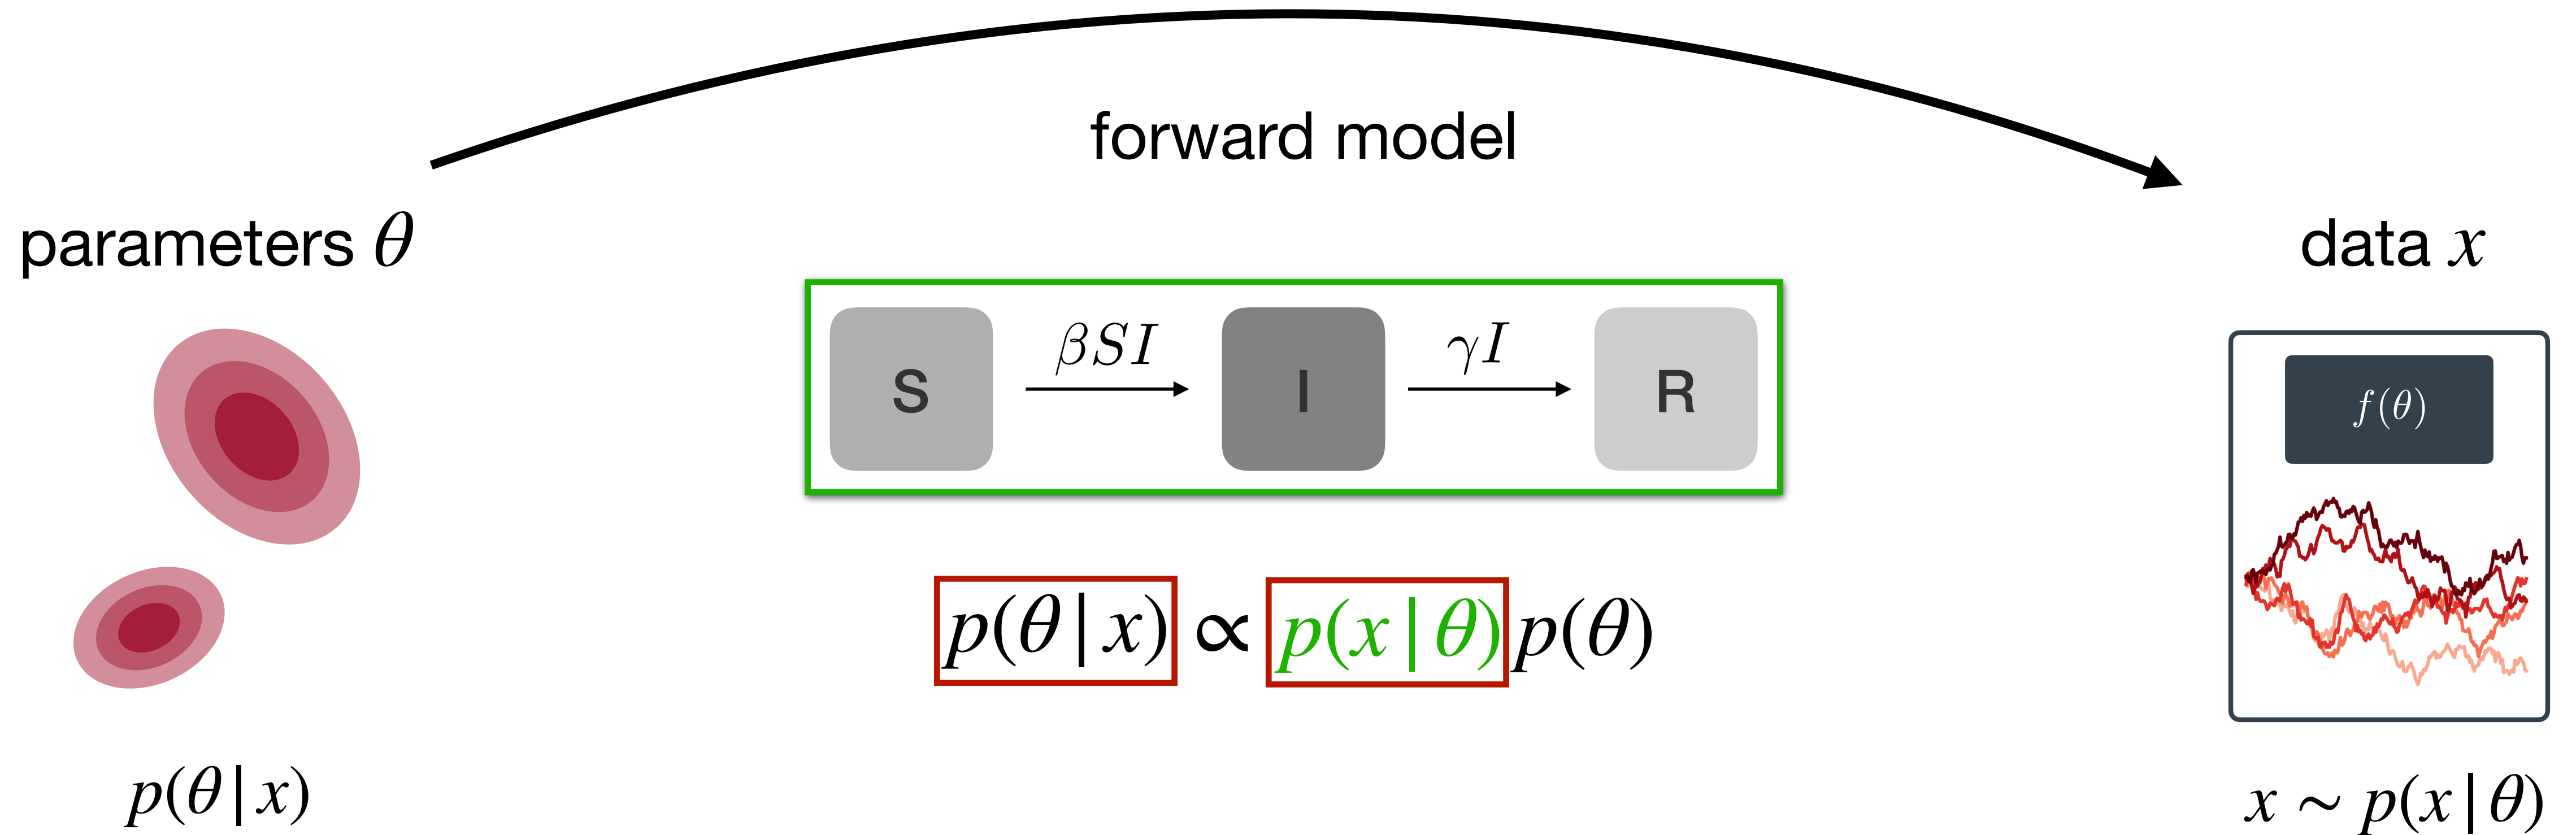 forward model
parameters θ
data x
S
βSI
I
γI
R
f(θ)
p(θ|x) ∝ p(x|θ)p(θ)
p(θ|x)
x ∼ p(x|θ)